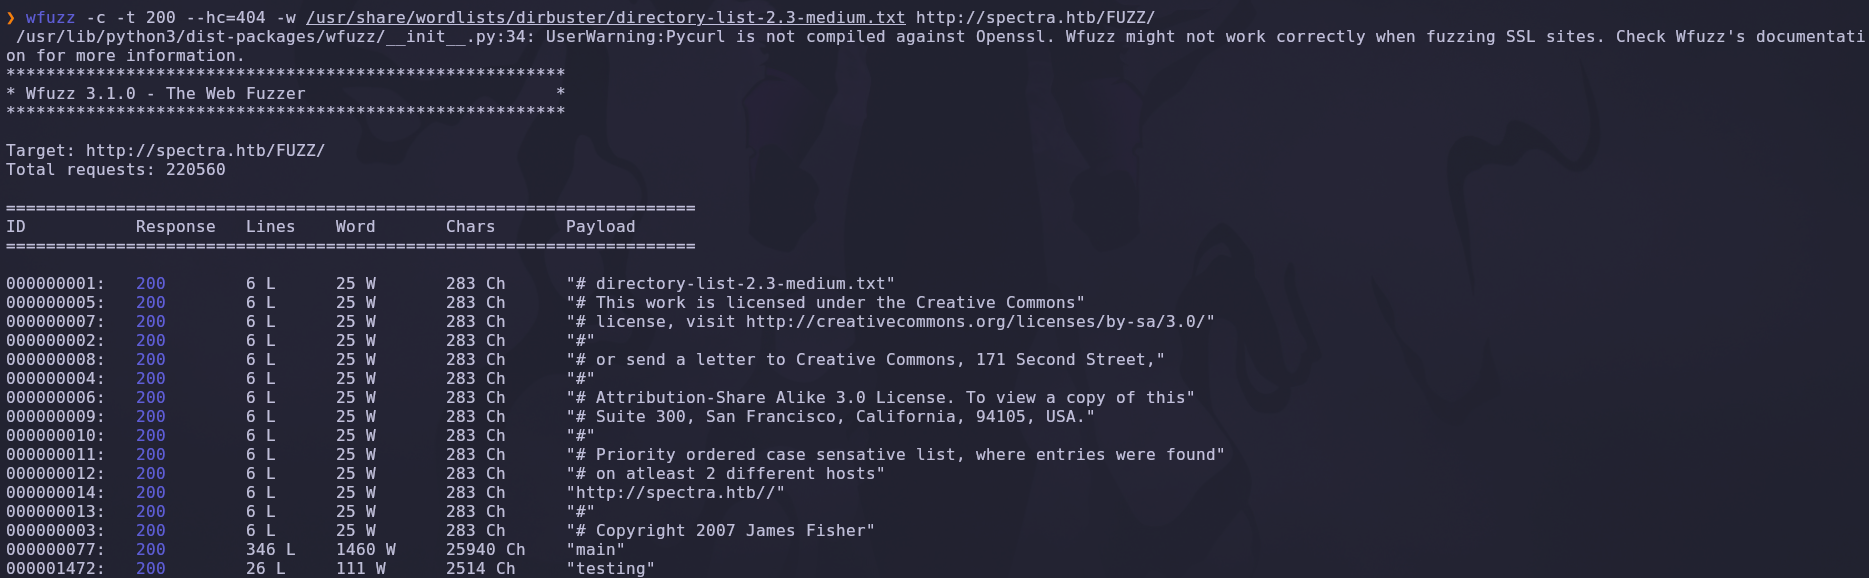 ❯ wfuzz -c -t 200 --hc=404 -w /usr/share/wordlists/dirbuster/directory-list-2.3-medium.txt http://spectra.htb/FUZZ/
 /usr/lib/python3/dist-packages/wfuzz/__init__.py:34: UserWarning:Pycurl is not compiled against Openssl. Wfuzz might not work correctly when fuzzing SSL sites. Check Wfuzz's documentati
on for more information.
********************************************************
* Wfuzz 3.1.0 - The Web Fuzzer                         *
********************************************************

Target: http://spectra.htb/FUZZ/
Total requests: 220560

=====================================================================
ID           Response   Lines    Word       Chars       Payload
=====================================================================

000000001:   200        6 L      25 W       283 Ch      "# directory-list-2.3-medium.txt"
000000005:   200        6 L      25 W       283 Ch      "# This work is licensed under the Creative Commons"
000000007:   200        6 L      25 W       283 Ch      "# license, visit http://creativecommons.org/licenses/by-sa/3.0/"
000000002:   200        6 L      25 W       283 Ch      "#"
000000008:   200        6 L      25 W       283 Ch      "# or send a letter to Creative Commons, 171 Second Street,"
000000004:   200        6 L      25 W       283 Ch      "#"
000000006:   200        6 L      25 W       283 Ch      "# Attribution-Share Alike 3.0 License. To view a copy of this"
000000009:   200        6 L      25 W       283 Ch      "# Suite 300, San Francisco, California, 94105, USA."
000000010:   200        6 L      25 W       283 Ch      "#"
000000011:   200        6 L      25 W       283 Ch      "# Priority ordered case sensative list, where entries were found"
000000012:   200        6 L      25 W       283 Ch      "# on atleast 2 different hosts"
000000014:   200        6 L      25 W       283 Ch      "http://spectra.htb//"
000000013:   200        6 L      25 W       283 Ch      "#"
000000003:   200        6 L      25 W       283 Ch      "# Copyright 2007 James Fisher"
000000077:   200        346 L    1460 W     25940 Ch    "main"
000001472:   200        26 L     111 W      2514 Ch     "testing"